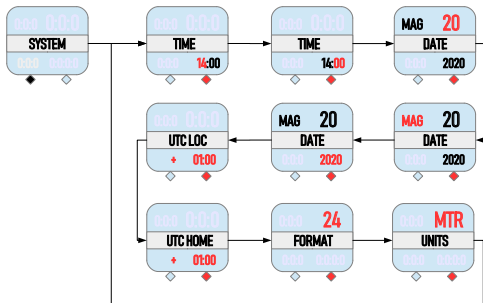 SYSTEM
TIME
14:00
TIME
14:00
MAG 20
DATE
2020
UTC LOC
+ 01:00
MAG 20
DATE
2020
MAG 20
DATE
2020
UTC HOME
+ 01:00
24
FORMAT
MTR
UNITS